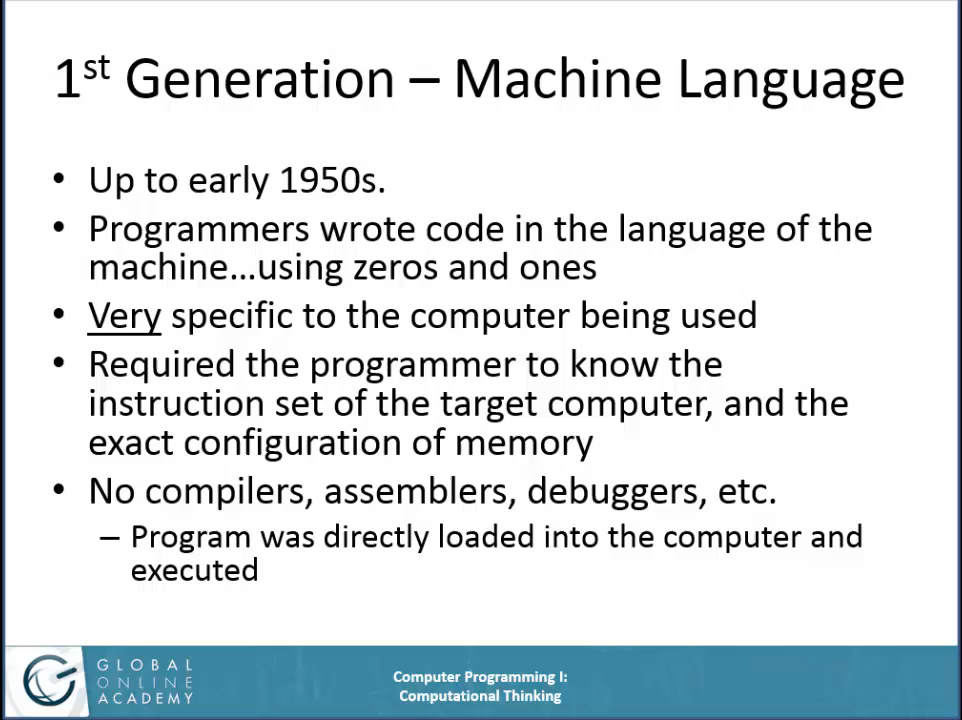 1st Generation – Machine Language
• Up to early 1950s.
• Programmers wrote code in the language of the
machine…using zeros and ones
• Very specific to the computer being used
• Required the programmer to know the
instruction set of the target computer, and the
exact configuration of memory
• No compilers, assemblers, debuggers, etc.
– Program was directly loaded into the computer and
executed
GLOBAL
ONLINE
ACADEMY
Computer Programming I:
Computational Thinking